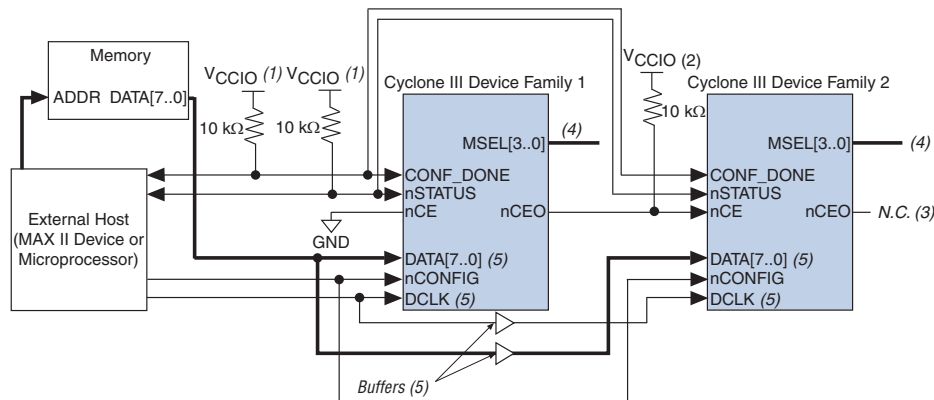 Memory
ADDR DATA[7..0]
VCCIO (1)
VCCIO (1)
10 kΩ
10 kΩ
Cyclone III Device Family 1
MSEL[3..0]
(4)
CONF_DONE
nSTATUS
nCE
nCEO
GND
DATA[7..0] (5)
nCONFIG
DCLK (5)
External Host
(MAX II Device or
Microprocessor)
VCCIO (2)
10 kΩ
Cyclone III Device Family 2
MSEL[3..0]
(4)
CONF_DONE
nSTATUS
nCE
nCEO
N.C. (3)
DATA[7..0] (5)
nCONFIG
DCLK (5)
Buffers (5)